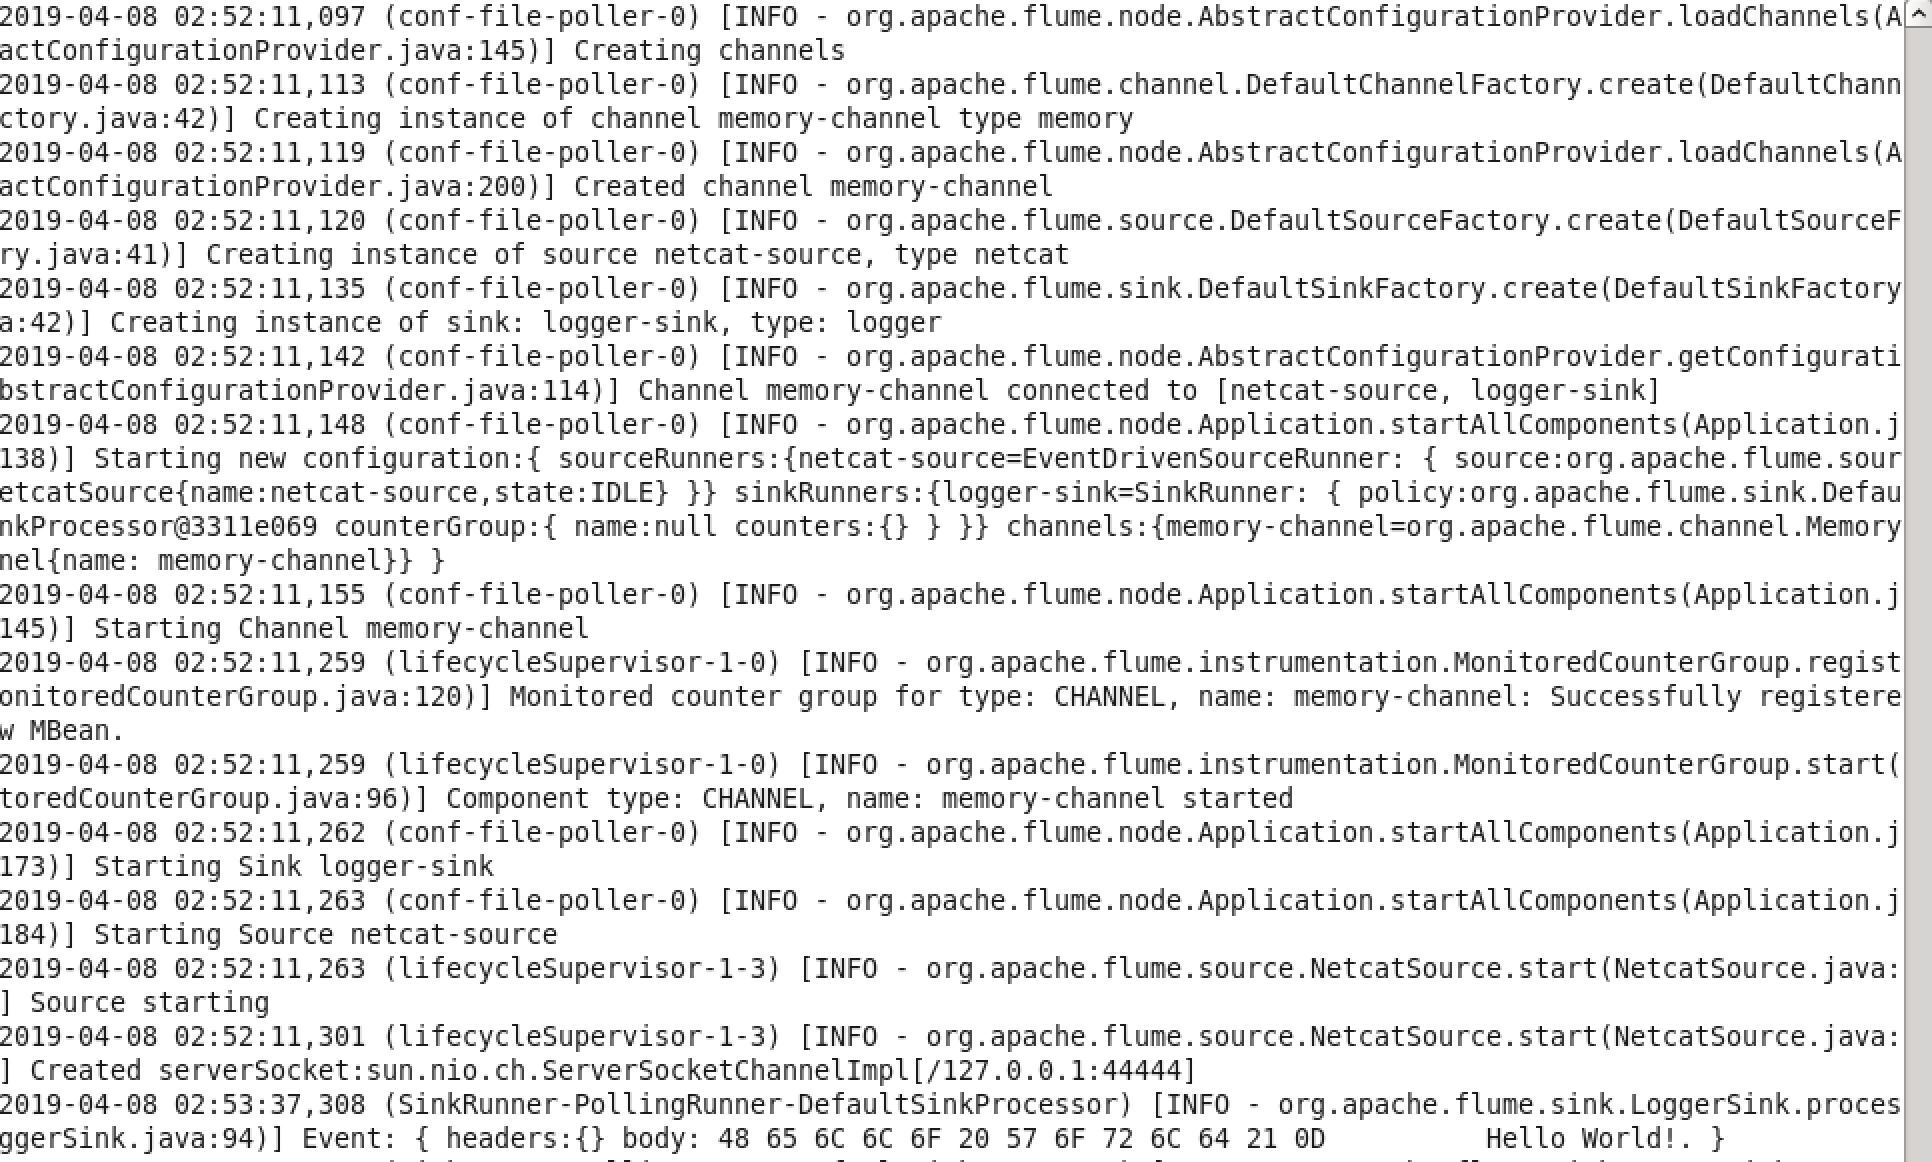 2019-04-08 02:52:11,097 (conf-file-poller-0) [INFO - org.apache.flume.node.AbstractConfigurationProvider.loadChannels(A
actConfigurationProvider.java:145)] Creating channels
2019-04-08 02:52:11,113 (conf-file-poller-0) [INFO - org.apache.flume.channel.DefaultChannelFactory.create(DefaultChann
ctory.java:42)] Creating instance of channel memory-channel type memory
2019-04-08 02:52:11,119 (conf-file-poller-0) [INFO - org.apache.flume.node.AbstractConfigurationProvider.loadChannels(A
actConfigurationProvider.java:200)] Created channel memory-channel
2019-04-08 02:52:11,120 (conf-file-poller-0) [INFO - org.apache.flume.source.DefaultSourceFactory.create(DefaultSourceF
ry.java:41)] Creating instance of source netcat-source, type netcat
2019-04-08 02:52:11,135 (conf-file-poller-0) [INFO - org.apache.flume.sink.DefaultSinkFactory.create(DefaultSinkFactory
a:42)] Creating instance of sink: logger-sink, type: logger
2019-04-08 02:52:11,142 (conf-file-poller-0) [INFO - org.apache.flume.node.AbstractConfigurationProvider.getConfigurati
bstractConfigurationProvider.java:114)] Channel memory-channel connected to [netcat-source, logger-sink]
2019-04-08 02:52:11,148 (conf-file-poller-0) [INFO - org.apache.flume.node.Application.startAllComponents(Application.j
138)] Starting new configuration:{ sourceRunners:{netcat-source=EventDrivenSourceRunner: { source:org.apache.flume.sour
etcatSource{name:netcat-source,state:IDLE} }} sinkRunners:{logger-sink=SinkRunner: { policy:org.apache.flume.sink.Defau
nkProcessor@3311e069 counterGroup:{ name:null counters:{} } }} channels:{memory-channel=org.apache.flume.channel.Memory
nel{name: memory-channel}} }
2019-04-08 02:52:11,155 (conf-file-poller-0) [INFO - org.apache.flume.node.Application.startAllComponents(Application.j
145)] Starting Channel memory-channel
2019-04-08 02:52:11,259 (lifecycleSupervisor-1-0) [INFO - org.apache.flume.instrumentation.MonitoredCounterGroup.regist
onitoredCounterGroup.java:120)] Monitored counter group for type: CHANNEL, name: memory-channel: Successfully registere
w MBean.
2019-04-08 02:52:11,259 (lifecycleSupervisor-1-0) [INFO - org.apache.flume.instrumentation.MonitoredCounterGroup.start(
toredCounterGroup.java:96)] Component type: CHANNEL, name: memory-channel started
2019-04-08 02:52:11,262 (conf-file-poller-0) [INFO - org.apache.flume.node.Application.startAllComponents(Application.j
173)] Starting Sink logger-sink
2019-04-08 02:52:11,263 (conf-file-poller-0) [INFO - org.apache.flume.node.Application.startAllComponents(Application.j
184)] Starting Source netcat-source
2019-04-08 02:52:11,263 (lifecycleSupervisor-1-3) [INFO - org.apache.flume.source.NetcatSource.start(NetcatSource.java:
] Source starting
2019-04-08 02:52:11,301 (lifecycleSupervisor-1-3) [INFO - org.apache.flume.source.NetcatSource.start(NetcatSource.java:
] Created serverSocket:sun.nio.ch.ServerSocketChannelImpl[/127.0.0.1:44444]
2019-04-08 02:53:37,308 (SinkRunner-PollingRunner-DefaultSinkProcessor) [INFO - org.apache.flume.sink.LoggerSink.proces
ggerSink.java:94)] Event: { headers:{} body: 48 65 6C 6C 6F 20 57 6F 72 6C 64 21 0D Hello World!. }